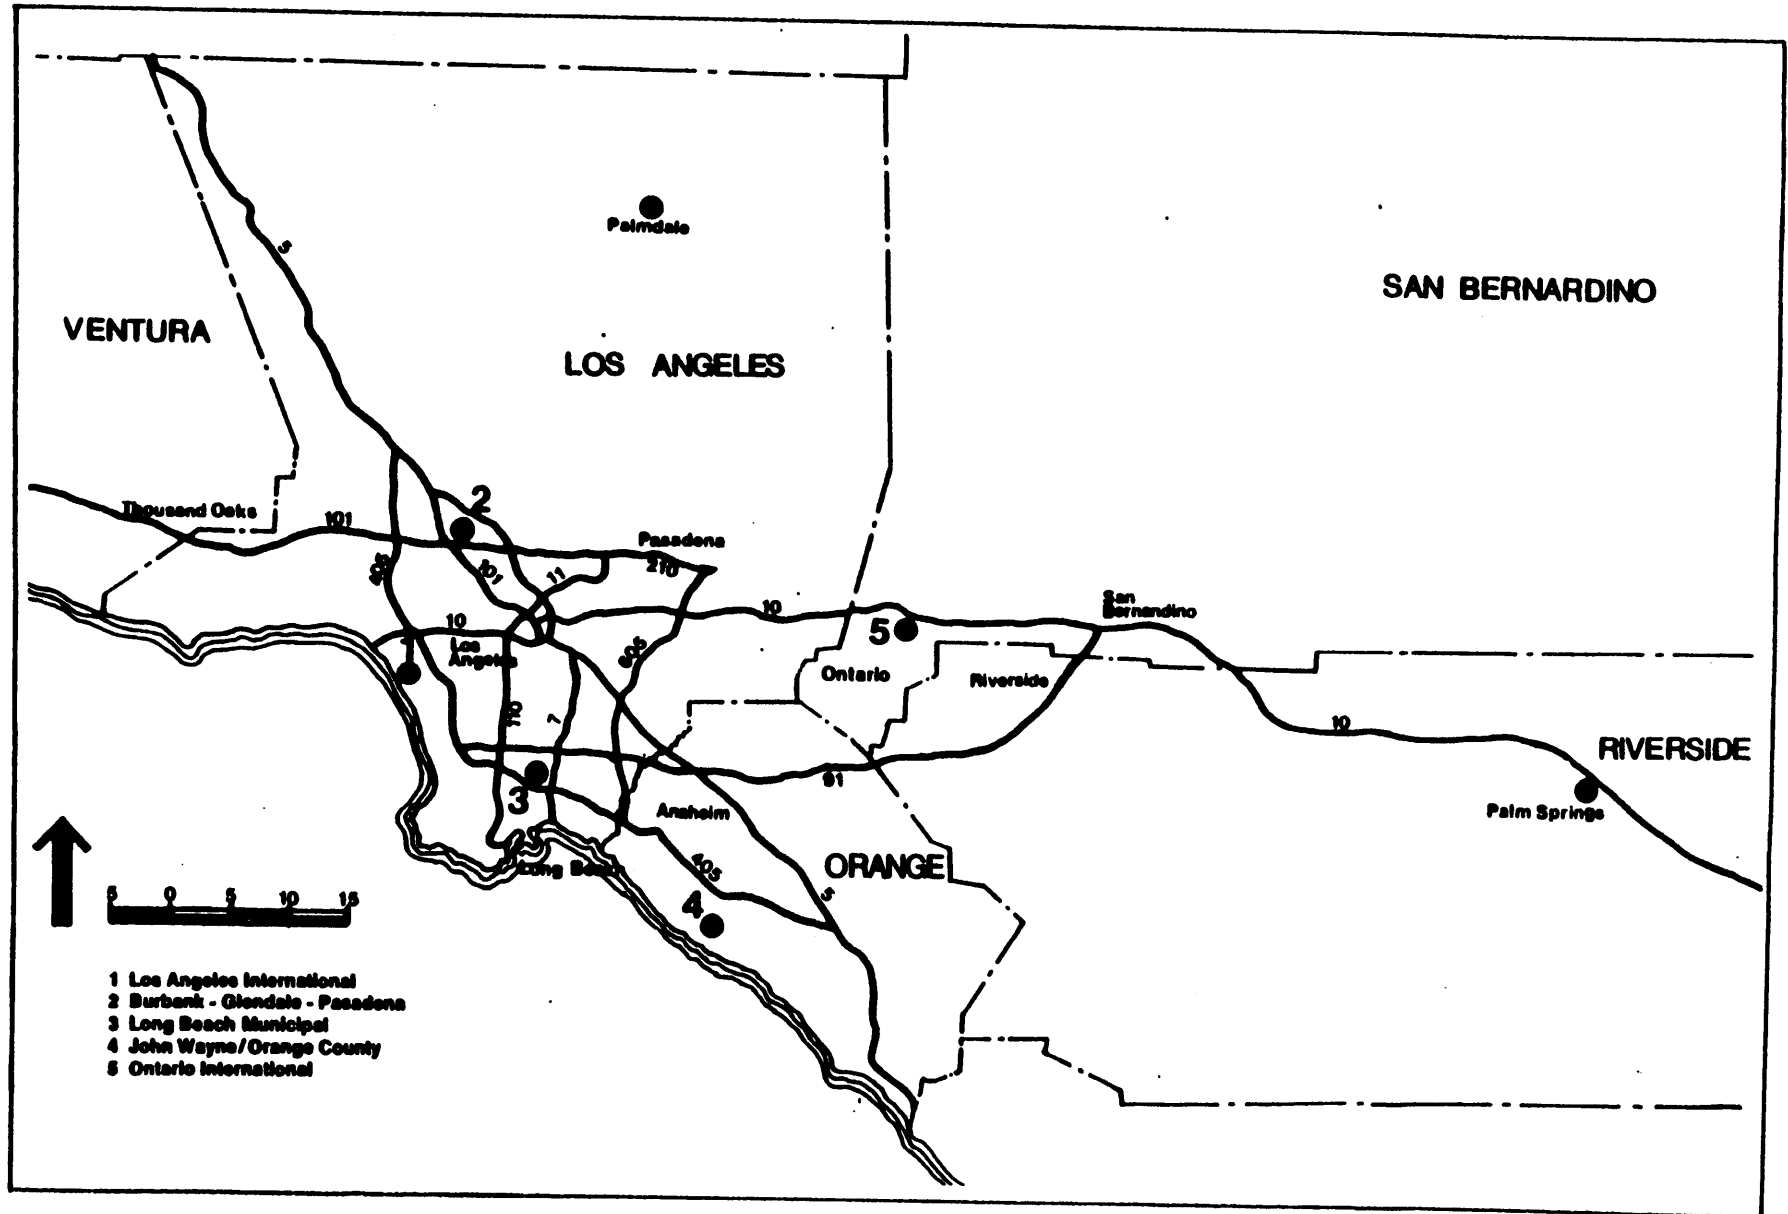 Palmdale
5
SAN BERNARDINO
VENTURA
LOS ANGELES
2
Thousand Oaks
101
Pasadena
210
405
101
11
10
10
San
Bernandino
1
Los
Angeles
605
5
Ontario
Riverside
110
7
10
RIVERSIDE
91
3
Anaheim
Palm Springs
Long Beach
405
ORANGE
5
4
5 0 5 10 15
1 Los Angeles International
2 Burbank - Glendale - Pasadena
3 Long Beach Municipal
4 John Wayne/Orange County
5 Ontario International